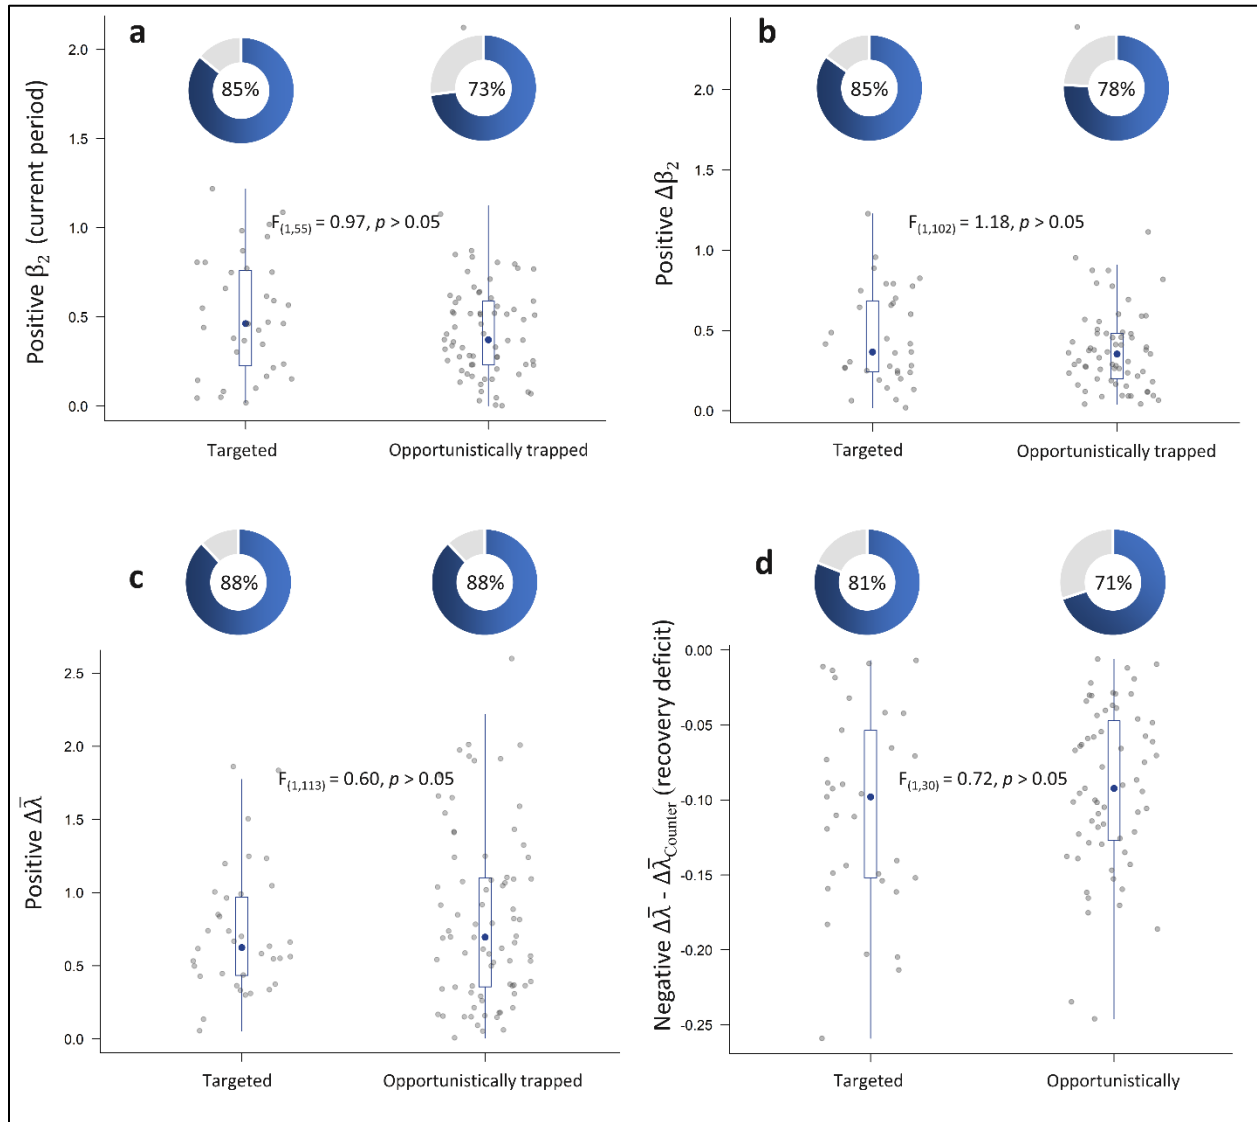 a
85%
73%
Positive β2 (current period)
2.0
1.5
1.0
0.5
0.0
F(1,55) = 0.97, p > 0.05
Targeted
Opportunistically trapped
b
85%
78%
Positive Δβ2
2.0
1.5
1.0
0.5
0.0
F(1,102) = 1.18, p > 0.05
Targeted
Opportunistically trapped
c
88%
88%
Positive Δλ̄
2.5
2.0
1.5
1.0
0.5
0.0
F(1,113) = 0.60, p > 0.05
Targeted
Opportunistically trapped
d
81%
71%
Negative Δλ̄ - Δλ̄Counter (recovery deficit)
0.00
-0.05
-0.10
-0.15
-0.20
-0.25
F(1,30) = 0.72, p > 0.05
Targeted
Opportunistically